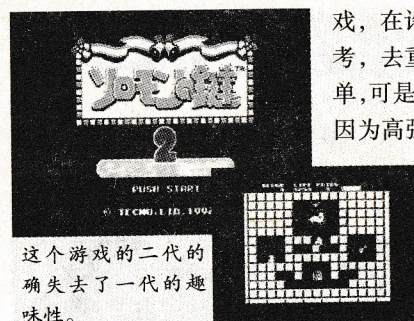 戏，在
考，去重
单，可是
因为高强
ソロモンの鍵
2
PUSH START
© TECMO,LTD.1992
这个游戏的二代的
确失去了一代的趣
味性。